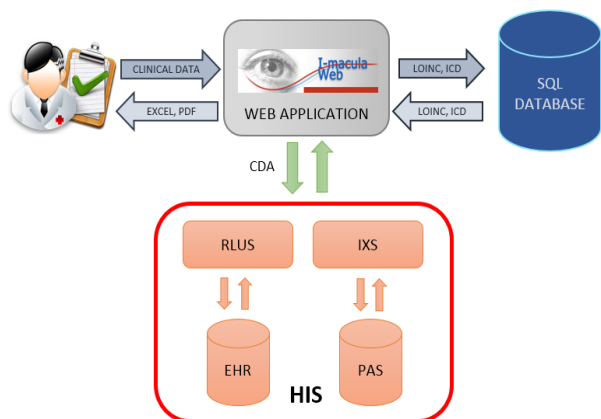 CLINICAL DATA
EXCEL, PDF
I-macula
Web
WEB APPLICATION
LOINC, ICD
LOINC, ICD
SQL
DATABASE
CDA
RLUS
IXS
EHR
PAS
HIS